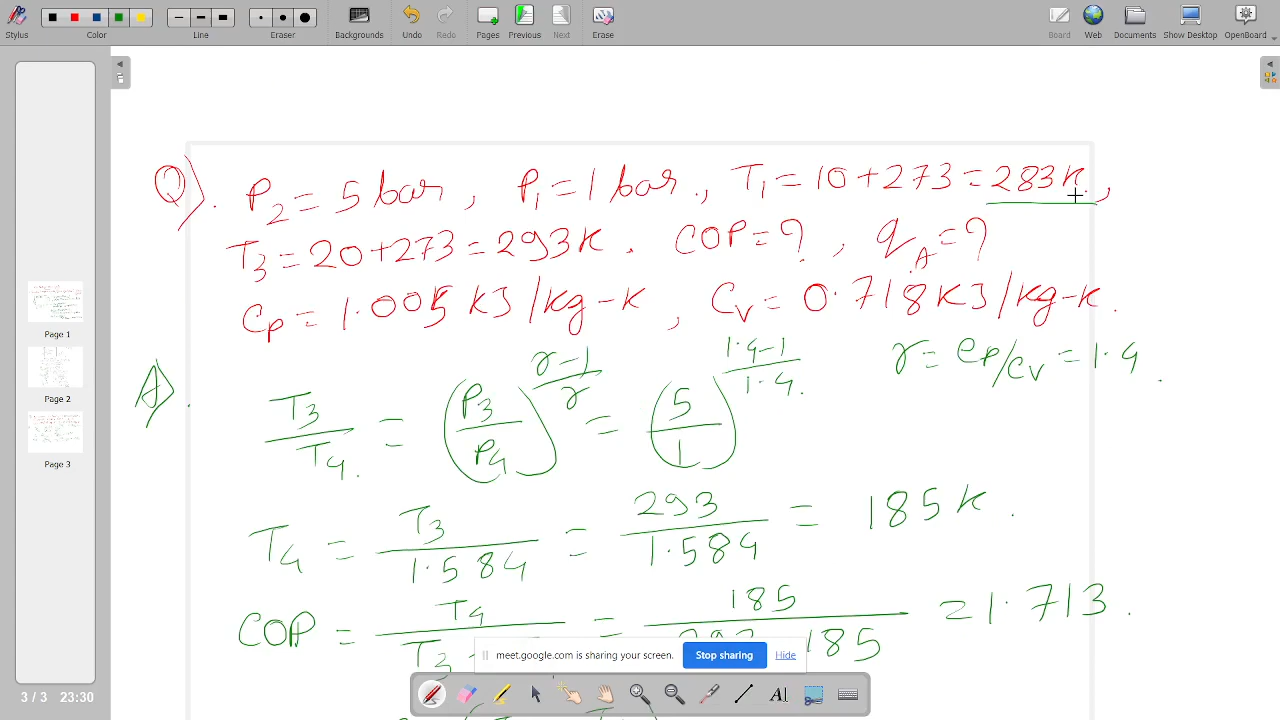 Stylus Color Line Eraser Backgrounds Undo Redo Pages Previous Next Erase Board Web Documents Show Desktop OpenBoard
Q). P2 = 5 bar, P1 = 1 bar., T1 = 10 + 273 = 283 K,
T3 = 20 + 273 = 293 K. COP = ?, qA = ?
CP = 1.005 KJ/kg-K, CV = 0.718 KJ/kg-K.
A). T3/T4 = (P3/P4)^(γ-1)/γ = (5/1)^(1.4-1)/1.4. γ = CP/CV = 1.4.
T4 = T3/1.584 = 293/1.584 = 185 K.
COP = T4/T3 = 185/293 185 = 1.713.
Page 1
Page 2
Page 3
meet.google.com is sharing your screen. Stop sharing Hide
3 / 3 23:30